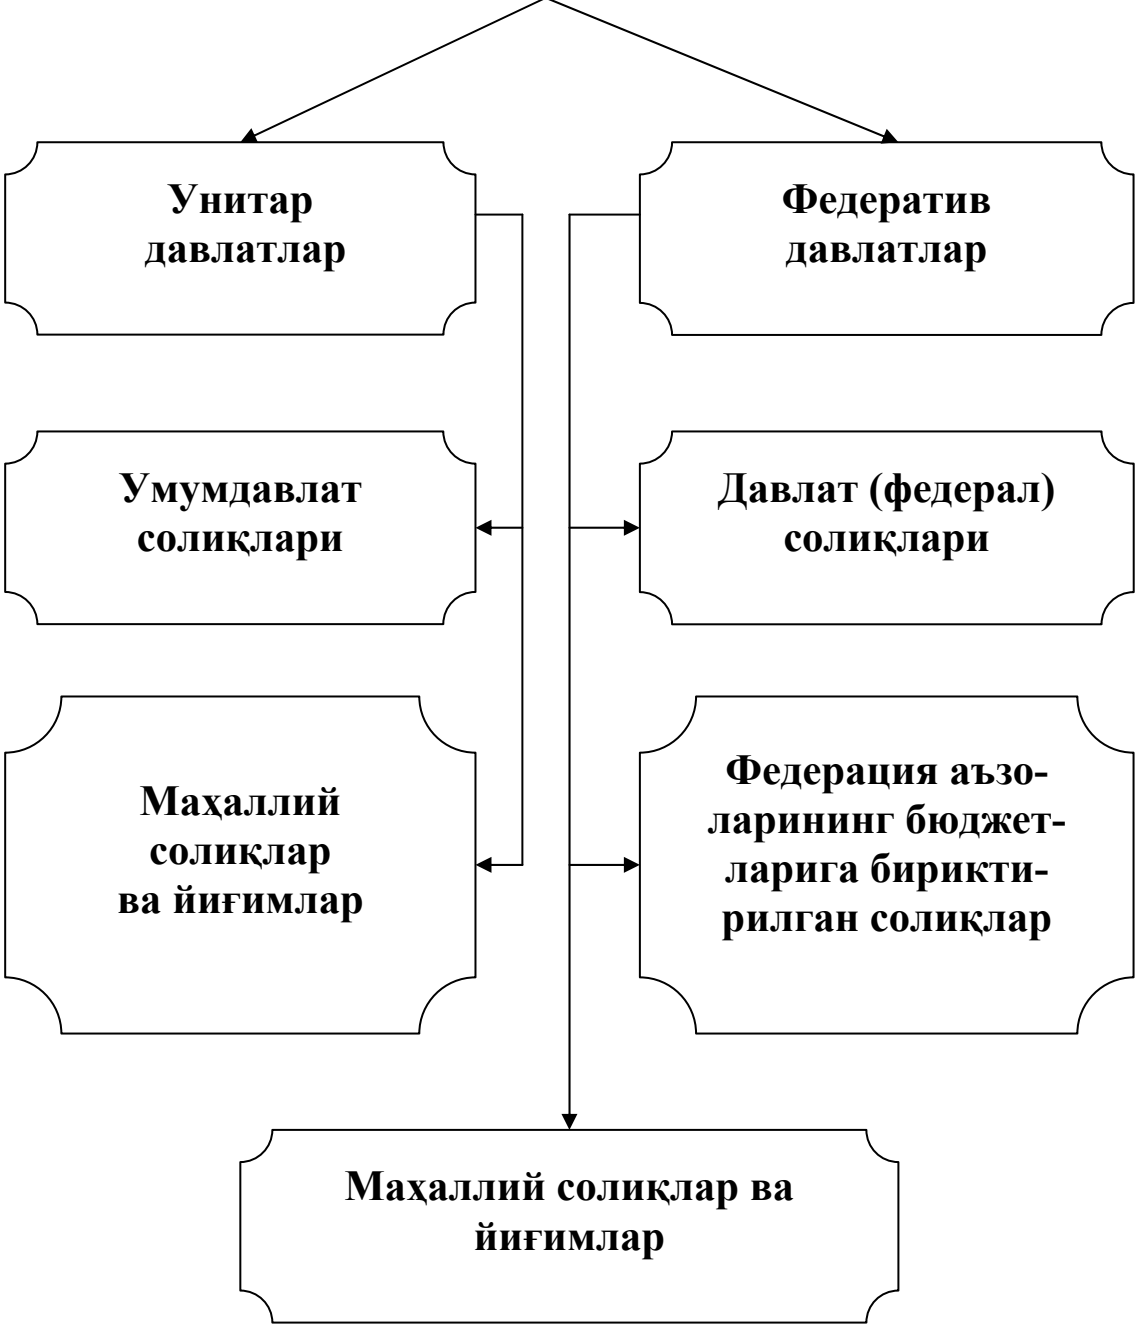 Унитар
давлатлар
Федератив
давлатлар
Умумдавлат
солиқлари
Давлат (федерал)
солиқлари
Маҳаллий
солиқлар
ва йиғимлар
Федерация аъзо-
ларининг бюджет-
ларига бирикти-
рилган солиқлар
Маҳаллий солиқлар ва
йиғимлар